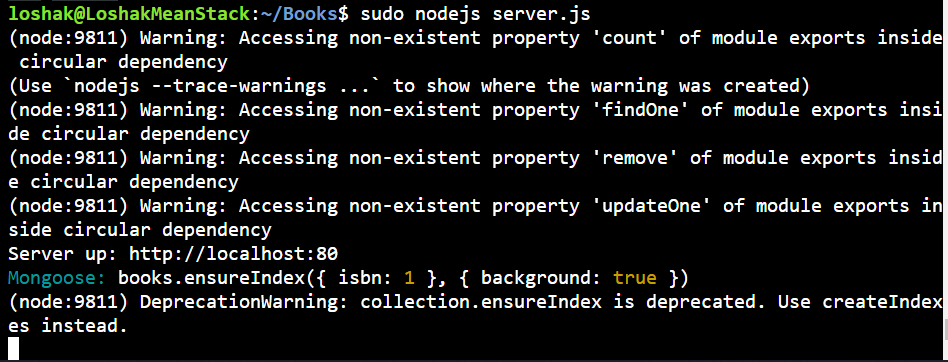 loshak@LoshakMeanStack:~/Books$ sudo nodejs server.js
(node:9811) Warning: Accessing non-existent property 'count' of module exports inside
 circular dependency
(Use `nodejs --trace-warnings ...` to show where the warning was created)
(node:9811) Warning: Accessing non-existent property 'findOne' of module exports insi
de circular dependency
(node:9811) Warning: Accessing non-existent property 'remove' of module exports insid
e circular dependency
(node:9811) Warning: Accessing non-existent property 'updateOne' of module exports in
side circular dependency
Server up: http://localhost:80
Mongoose: books.ensureIndex({ isbn: 1 }, { background: true })
(node:9811) DeprecationWarning: collection.ensureIndex is deprecated. Use createIndex
es instead.